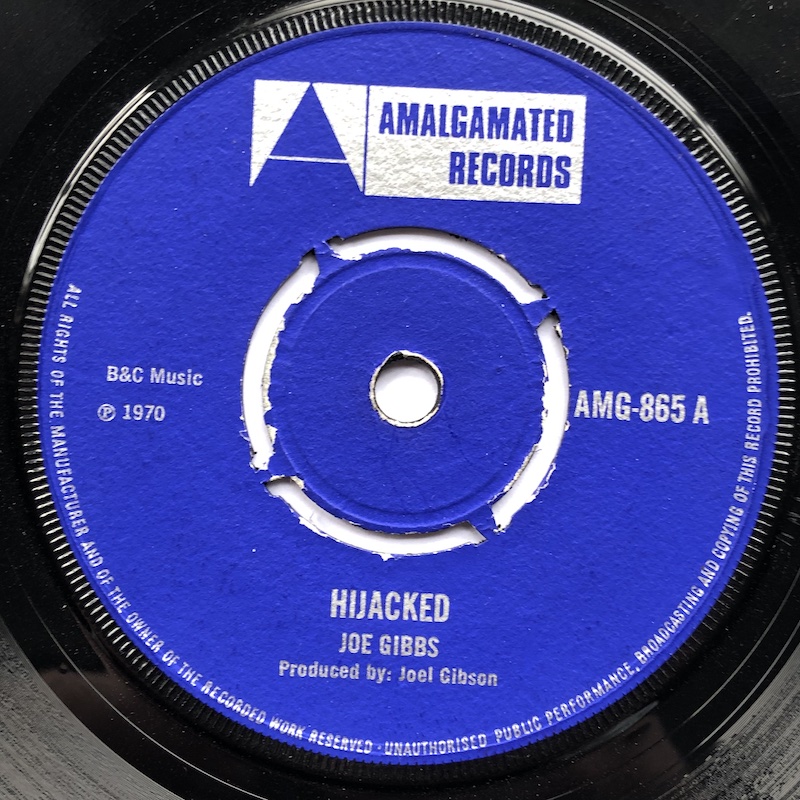 A
AMALGAMATED
RECORDS
B&C Music
℗ 1970
AMG-865 A
HIJACKED
JOE GIBBS
Produced by: Joel Gibson
ALL RIGHTS OF THE MANUFACTURER AND OF THE OWNER OF THE RECORDED WORK RESERVED · UNAUTHORISED PUBLIC PERFORMANCE, BROADCASTING AND COPYING OF THIS RECORD PROHIBITED.